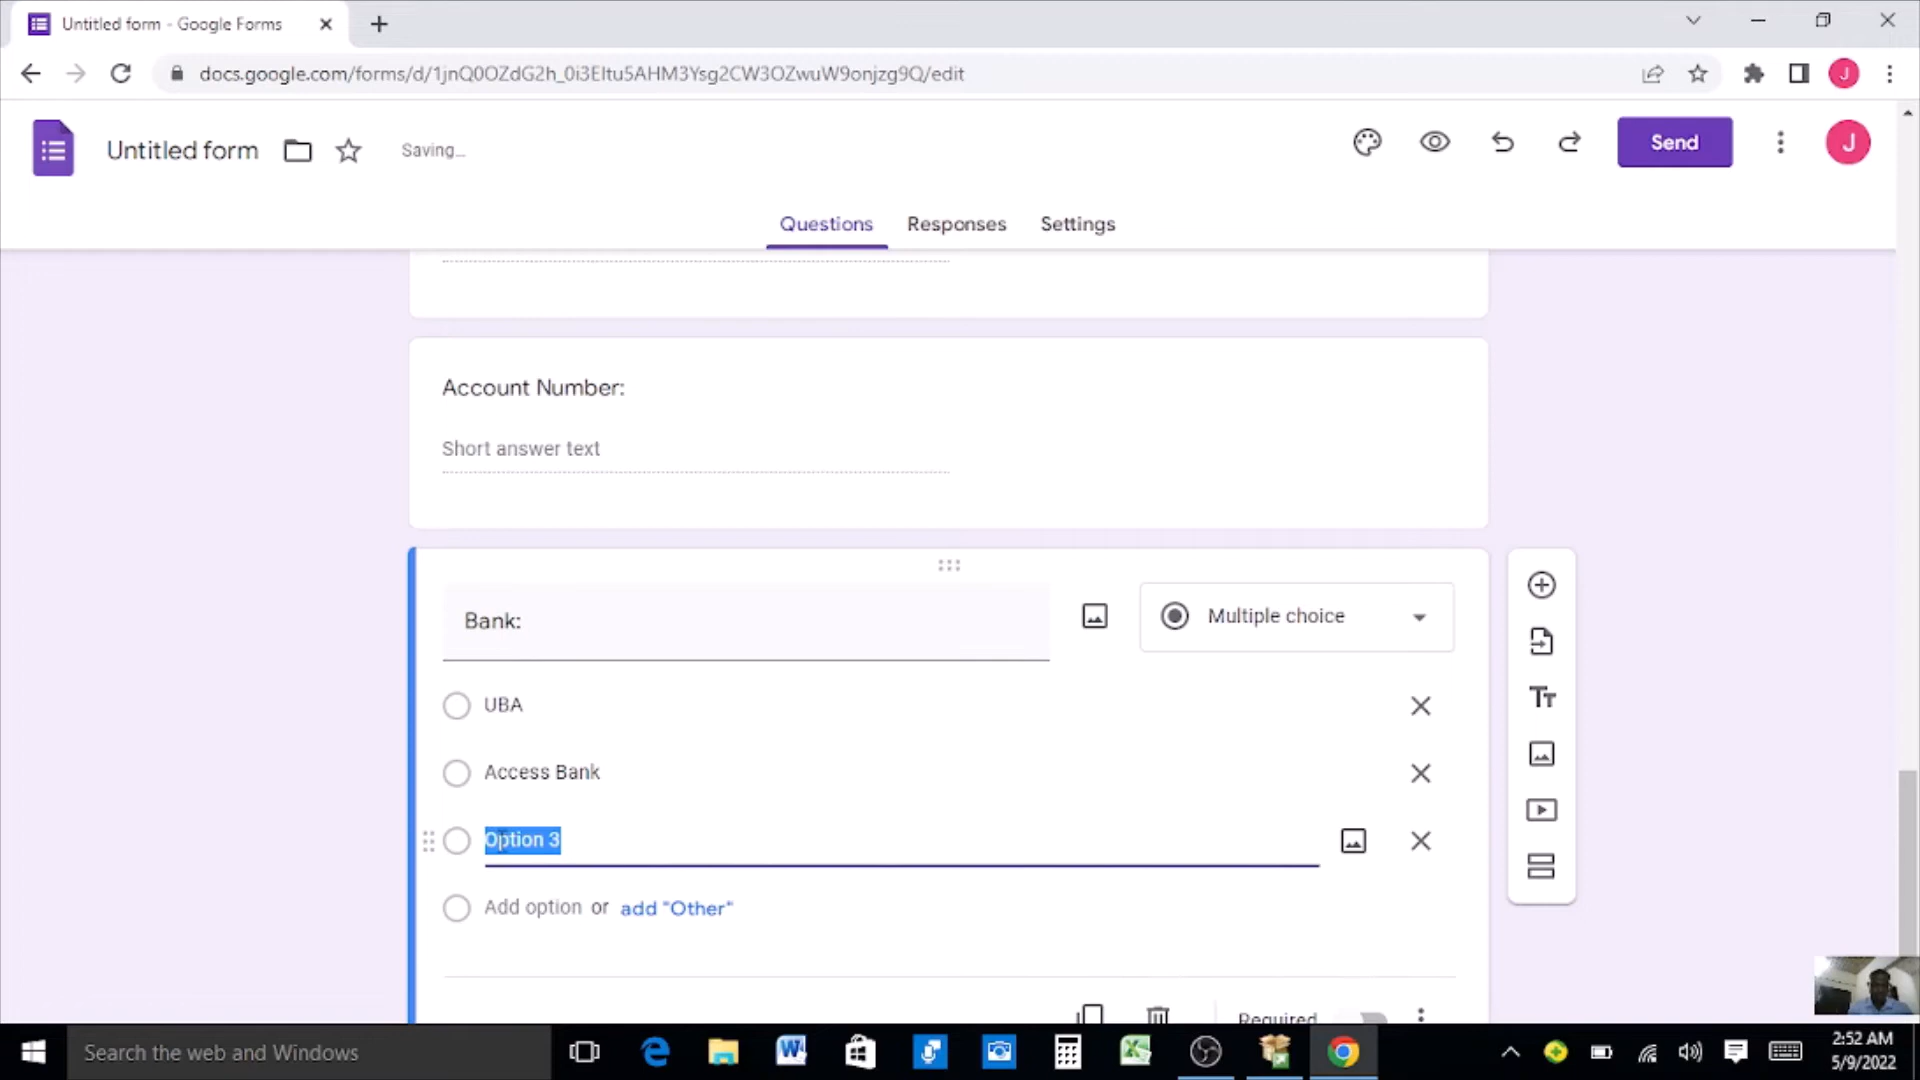 Untitled form - Google Forms
docs.google.com/forms/d/1jnQ0OZdG2h_0i3EItu5AHM3Ysg2CW3OZwuW9onjzg9Q/edit
J
Untitled form
Saving...
Send
J
Questions Responses Settings
Account Number:
Short answer text
Bank:
Multiple choice
UBA
Access Bank
Option 3
Add option or add "Other"
Required
Search the web and Windows
2:52 AM
5/9/2022